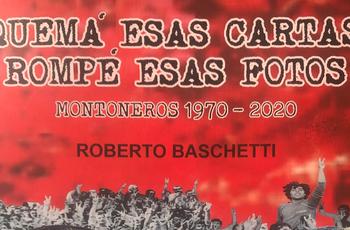 QUEMÁ ESAS CARTAS
ROMPÉ ESAS FOTOS
MONTONEROS 1970 – 2020
ROBERTO BASCHETTI